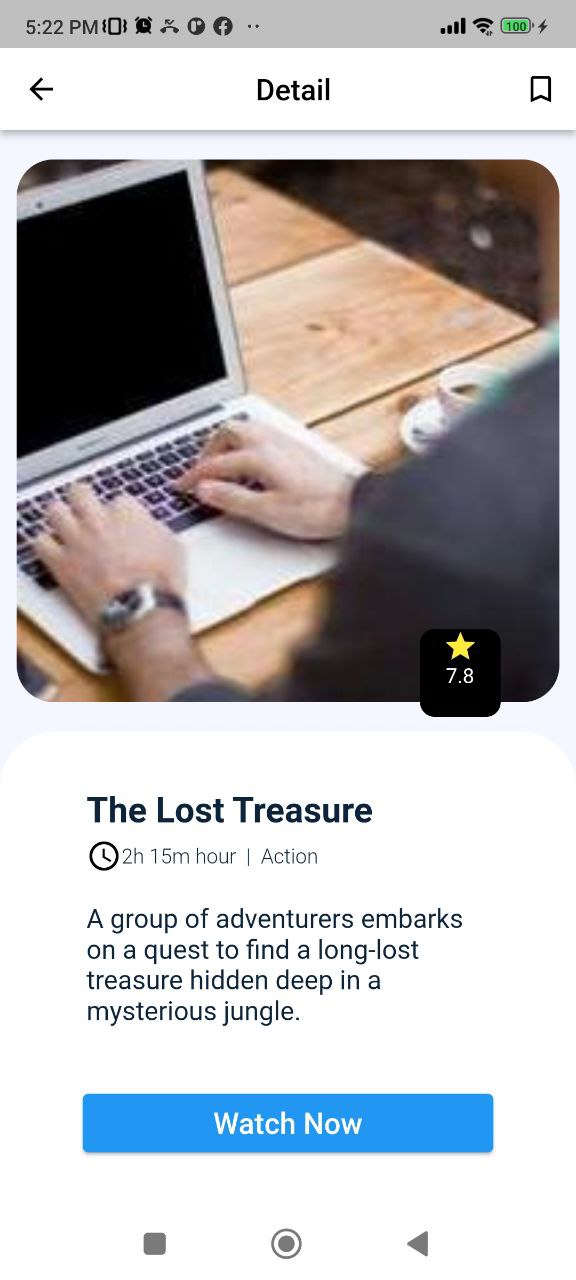 5:22 PM
100
Detail
7.8
The Lost Treasure
2h 15m hour | Action
A group of adventurers embarks
on a quest to find a long-lost
treasure hidden deep in a
mysterious jungle.
Watch Now